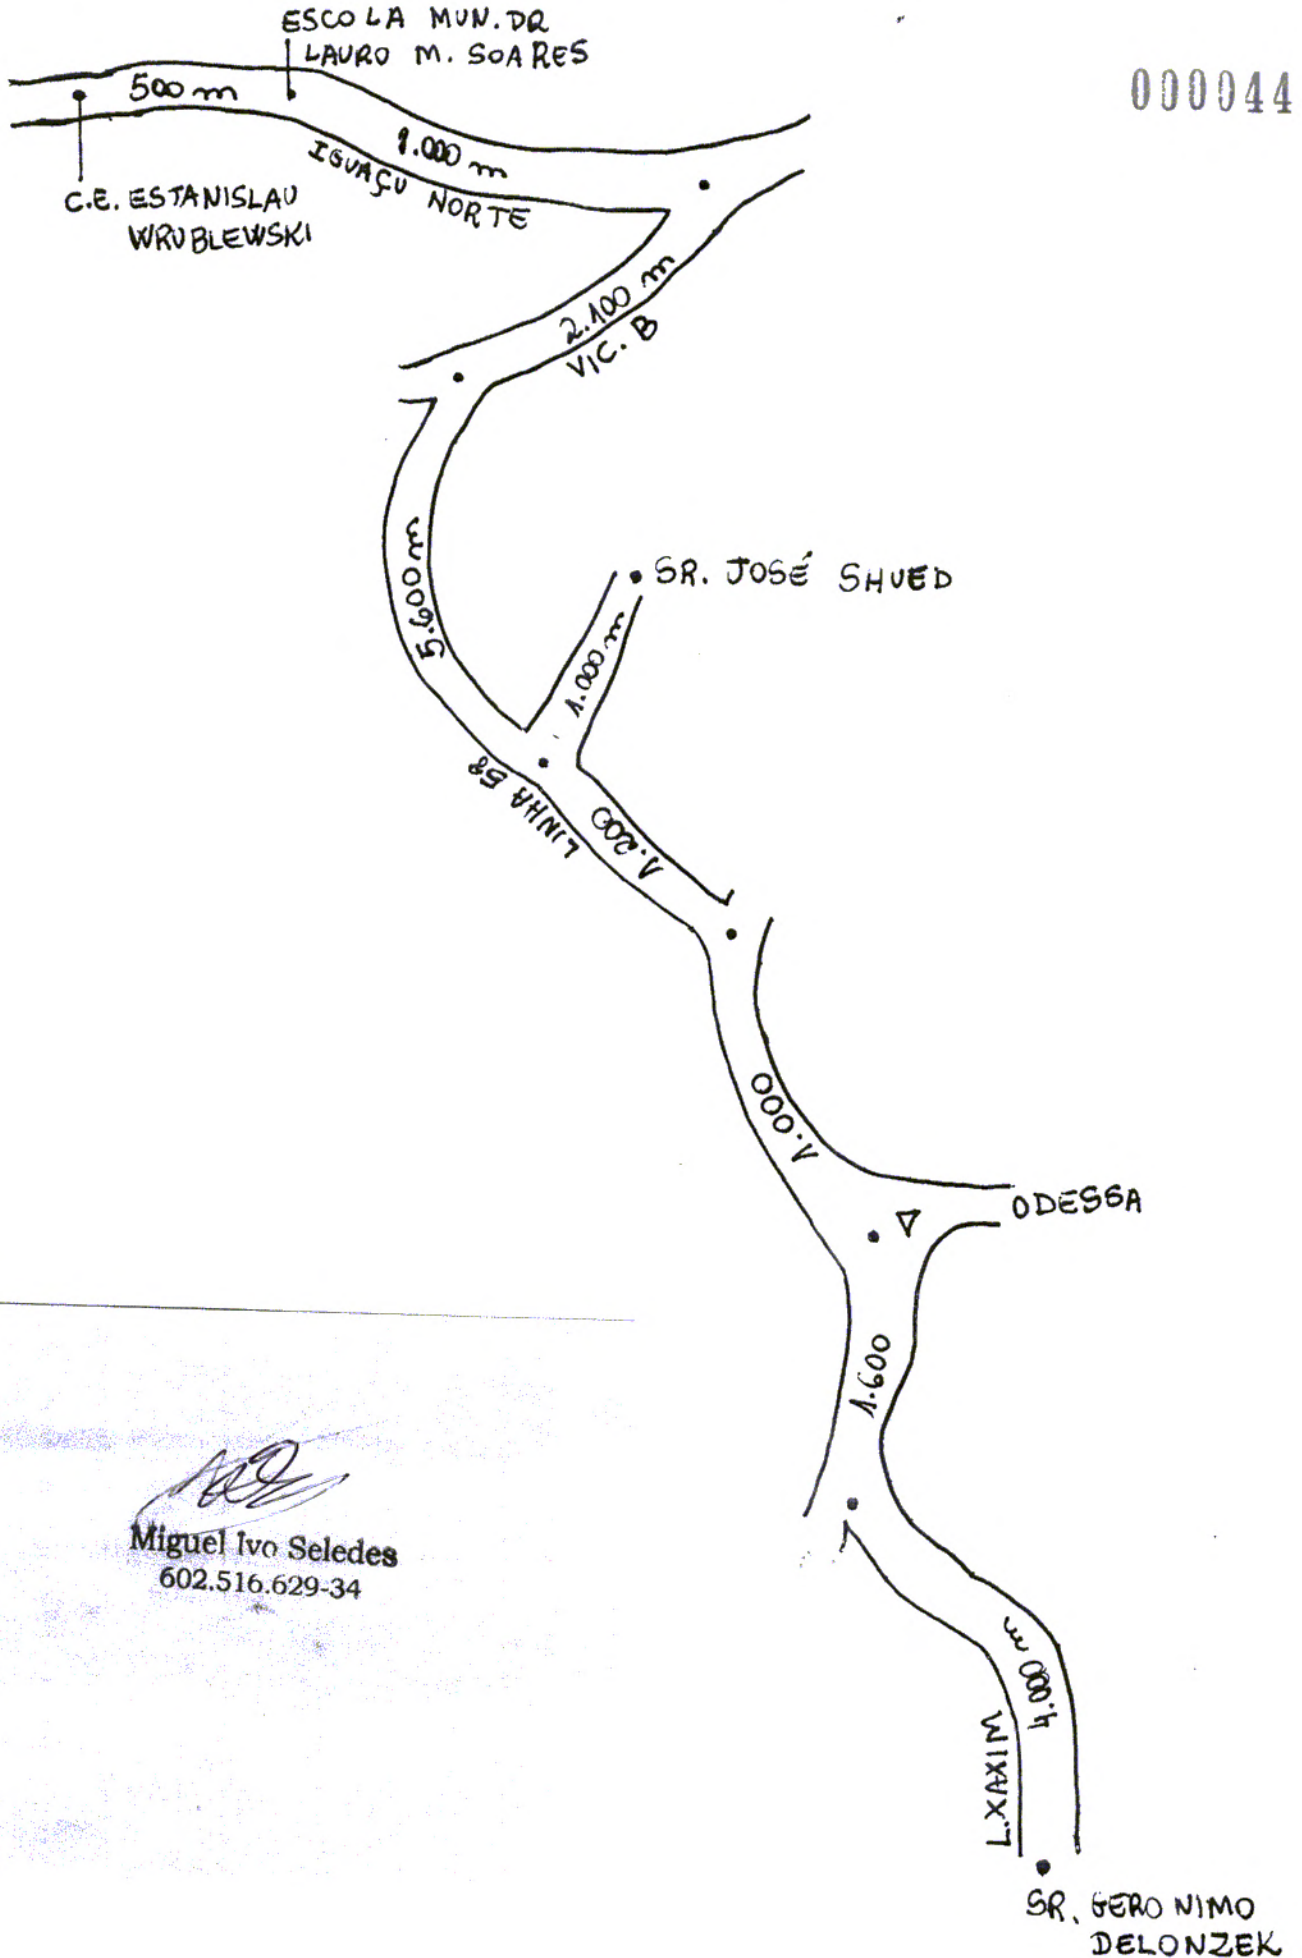 ESCOLA MUN. DR
LAURO M. SOARES
000044
500 m
1.000 m
IGUAÇU NORTE
C.E. ESTANISLAU
WRUBLEWSKI
2.100 m
VIC. B
5.600 m
SR. JOSÉ SHUED
1.000 m
LINHA 58
1.200
1.000
ODESSA
1.600
Miguel Ivo Seledes
602.516.629-34
4.000 m
L. XAXIM
SR. GERONIMO
DELONZEK